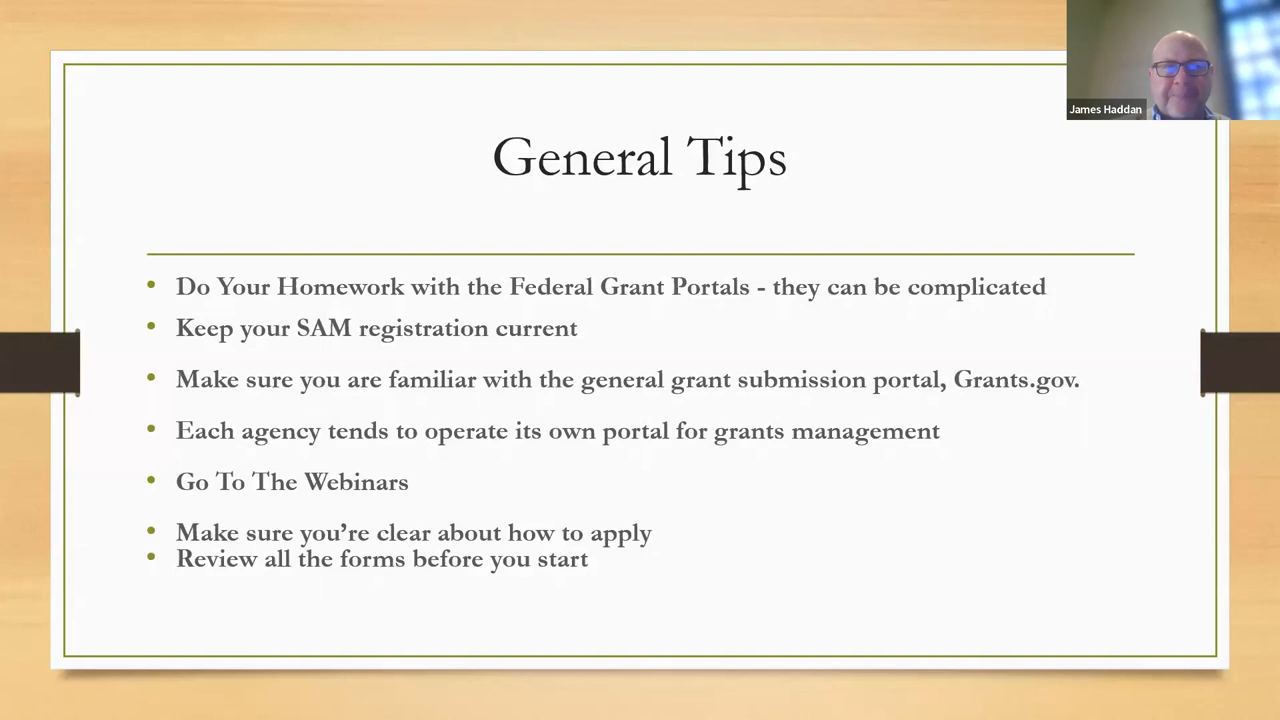 James Haddan
General Tips
• Do Your Homework with the Federal Grant Portals - they can be complicated
• Keep your SAM registration current
• Make sure you are familiar with the general grant submission portal, Grants.gov.
• Each agency tends to operate its own portal for grants management
• Go To The Webinars
• Make sure you’re clear about how to apply
• Review all the forms before you start